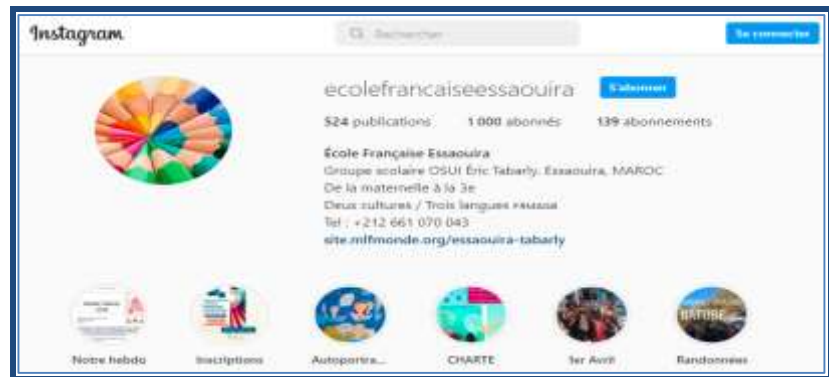 Instagram
Rechercher
Se connecter
ecolefrancaiseessaouira
S'abonner
524 publications 1 000 abonnés 139 abonnements
École Française Essaouira
Groupe scolaire OSUI Éric Tabarly. Essaouira, MAROC
De la maternelle à la 3e
Deux cultures / Trois langues
Tel : +212 661 070 043
site.mlfmonde.org/essaouira-tabarly
Notre hebdo Inscriptions Autoportra... CHARTE 1er Avril Randonnées